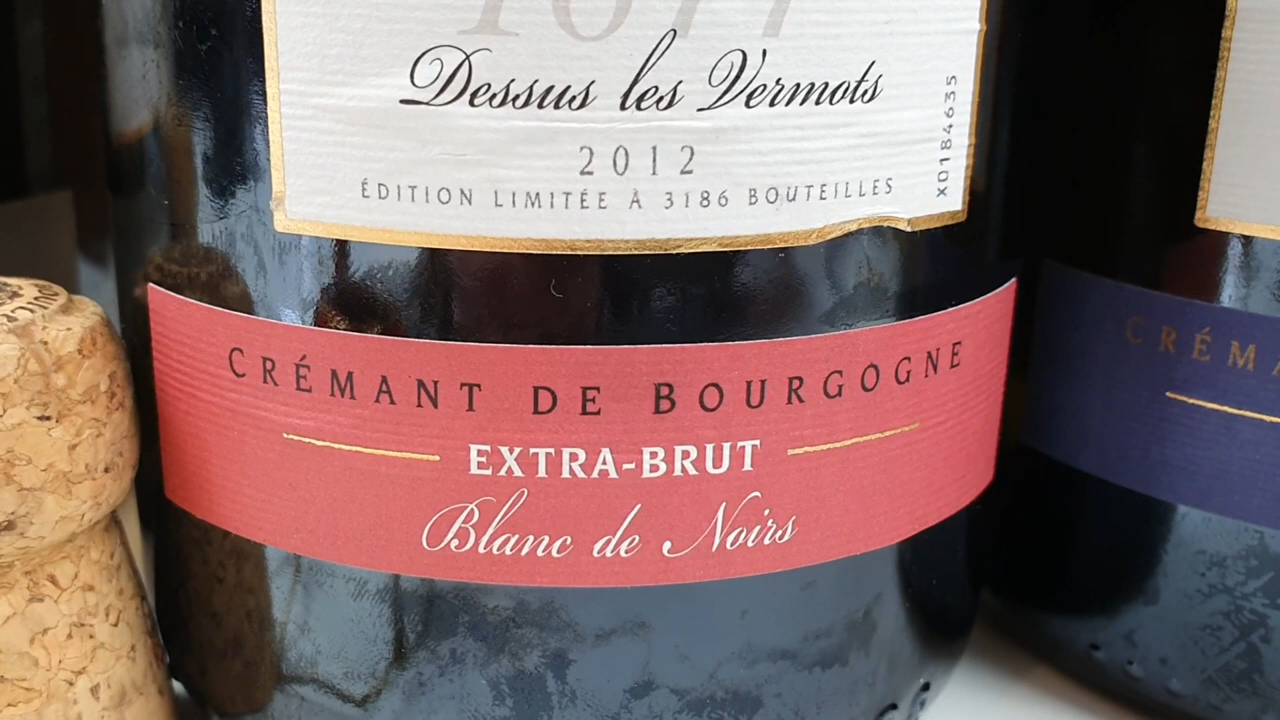 Dessus les Vermots
2012
ÉDITION LIMITÉE À 3186 BOUTEILLES
X0184635
CRÉMANT DE BOURGOGNE
EXTRA-BRUT
Blanc de Noirs